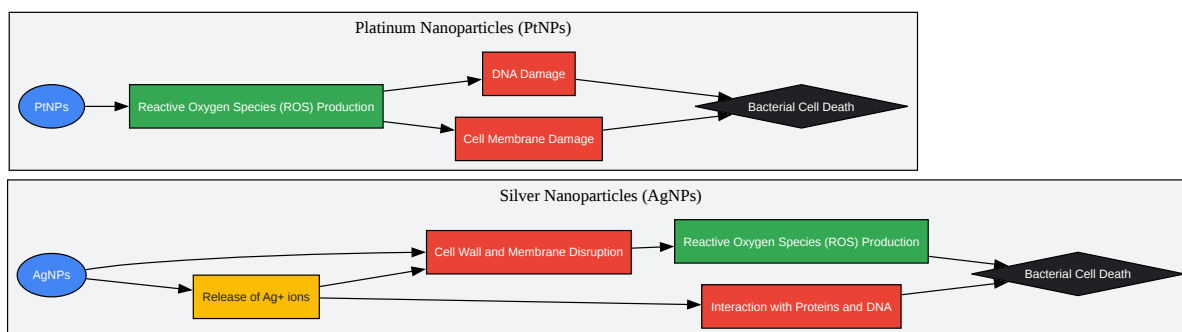 Platinum Nanoparticles (PtNPs)
PtNPs
Reactive Oxygen Species (ROS) Production
DNA Damage
Cell Membrane Damage
Bacterial Cell Death
Silver Nanoparticles (AgNPs)
AgNPs
Release of Ag+ ions
Cell Wall and Membrane Disruption
Reactive Oxygen Species (ROS) Production
Interaction with Proteins and DNA
Bacterial Cell Death